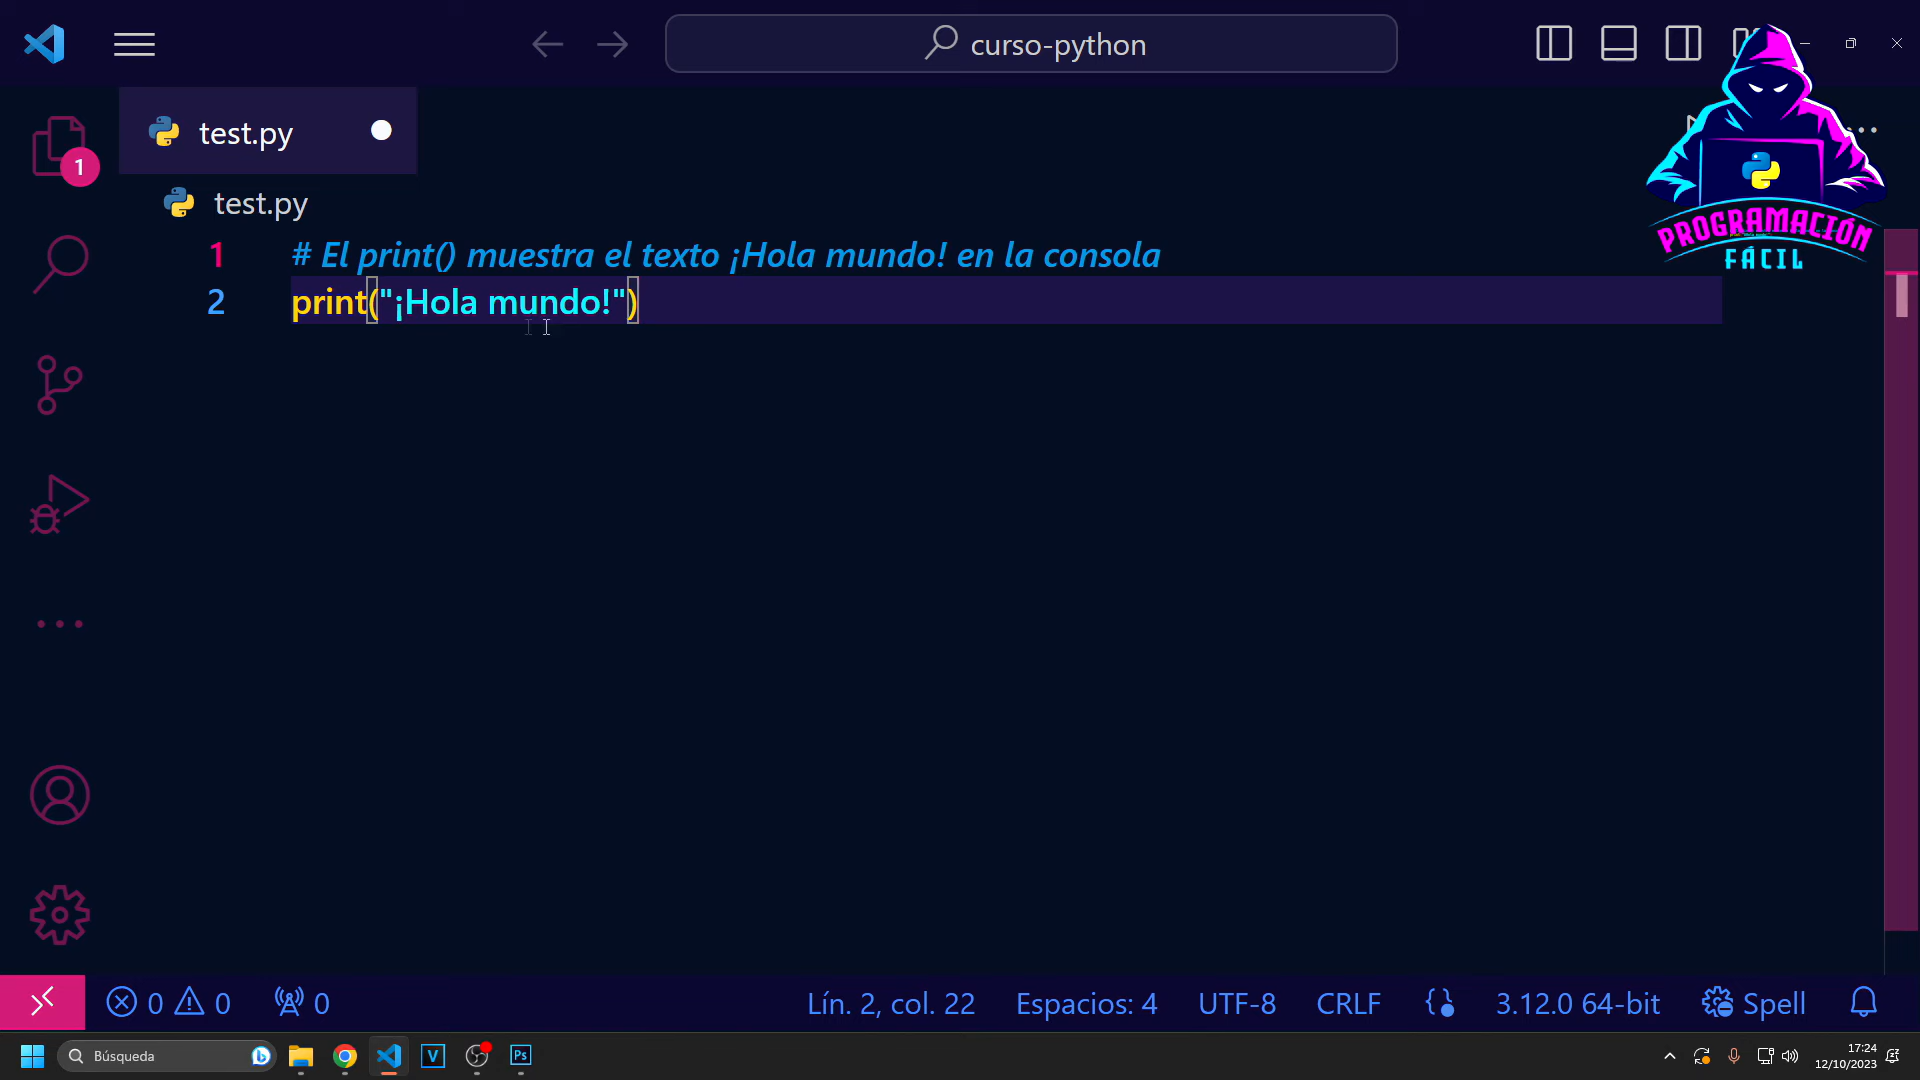 curso-python
1
test.py
test.py
1 # El print() muestra el texto ¡Hola mundo! en la consola
2 print("¡Hola mundo!")
PROGRAMACIÓN
FÁCIL
0 0 0
Lín. 2, col. 22
Espacios: 4
UTF-8
CRLF
3.12.0 64-bit
Spell
Búsqueda
V
Ps
17:24
12/10/2023